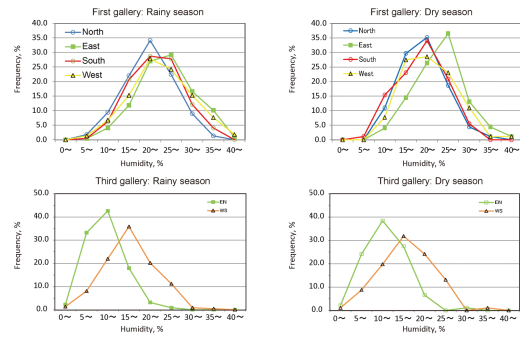 First gallery: Rainy season
Frequency, %
45.0
40.0
35.0
30.0
25.0
20.0
15.0
10.0
5.0
0.0
North
East
South
West
0～ 5～ 10～ 15～ 20～ 25～ 30～ 35～ 40～
Humidity, %
First gallery: Dry season
Frequency, %
40.0
35.0
30.0
25.0
20.0
15.0
10.0
5.0
0.0
North
East
South
West
0～ 5～ 10～ 15～ 20～ 25～ 30～ 35～ 40～
Humidity, %
Third gallery: Rainy season
Frequency, %
50.0
40.0
30.0
20.0
10.0
0.0
EN
WS
0～ 5～ 10～ 15～ 20～ 25～ 30～ 35～ 40～
Humidity, %
Third gallery: Dry season
Frequency, %
50.0
40.0
30.0
20.0
10.0
0.0
EN
WS
0～ 5～ 10～ 15～ 20～ 25～ 30～ 35～ 40～
Humidity, %